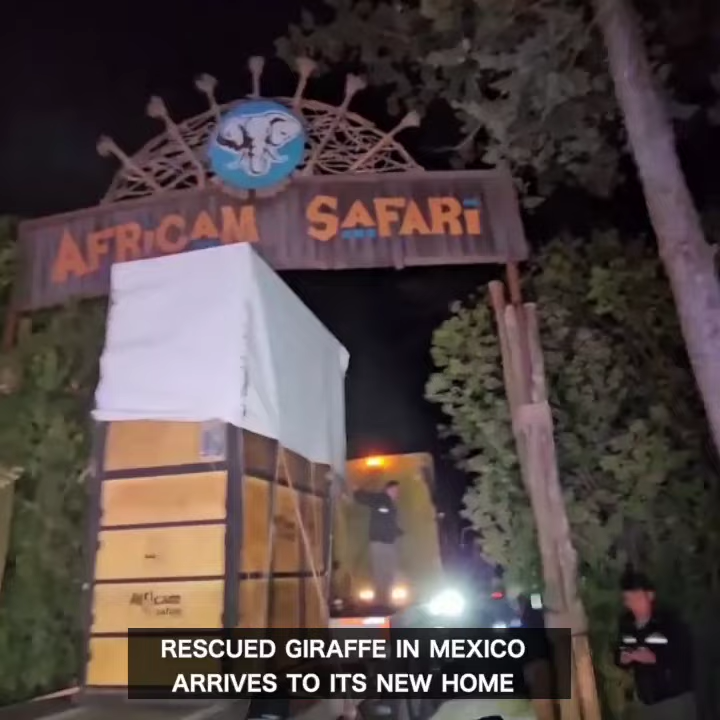 AFRICAM SAFARI
AFRICAM
safari
RESCUED GIRAFFE IN MEXICO
ARRIVES TO ITS NEW HOME